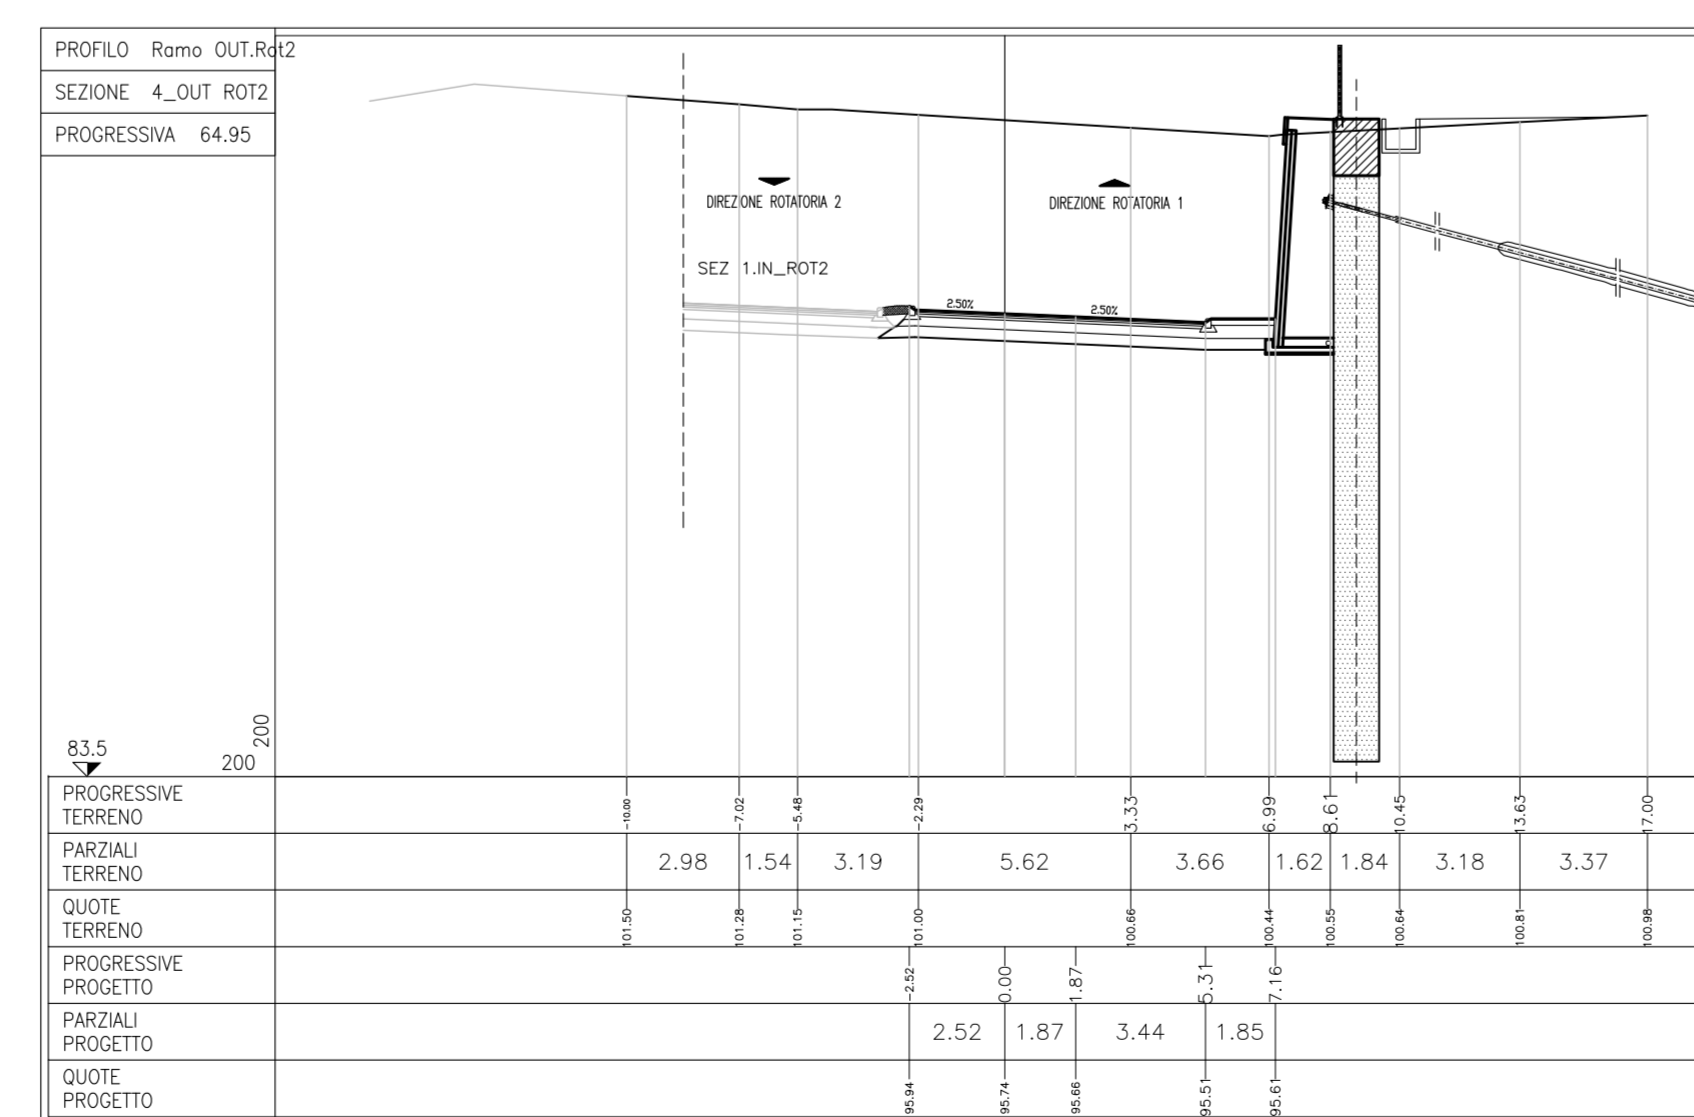 PROFILO Ramo OUT.Rot2
SEZIONE 4_OUT ROT2
PROGRESSIVA 64.95
DIREZIONE ROTATORIA 2
DIREZIONE ROTATORIA 1
SEZ 1.IN_ROT2
2.50%
2.50%
83.5
200
200
PROGRESSIVE
TERRENO
-10.00 -7.02 -5.48 -2.29 3.33 6.99 8.61 10.45 13.63 17.00
PARZIALI
TERRENO
2.98 1.54 3.19 5.62 3.66 1.62 1.84 3.18 3.37
QUOTE
TERRENO
101.50 101.28 101.15 101.00 100.66 100.44 100.55 100.64 100.81 100.98
PROGRESSIVE
PROGETTO
-2.52 0.00 1.87 5.31 7.16
PARZIALI
PROGETTO
2.52 1.87 3.44 1.85
QUOTE
PROGETTO
95.94 95.74 95.66 95.51 95.61